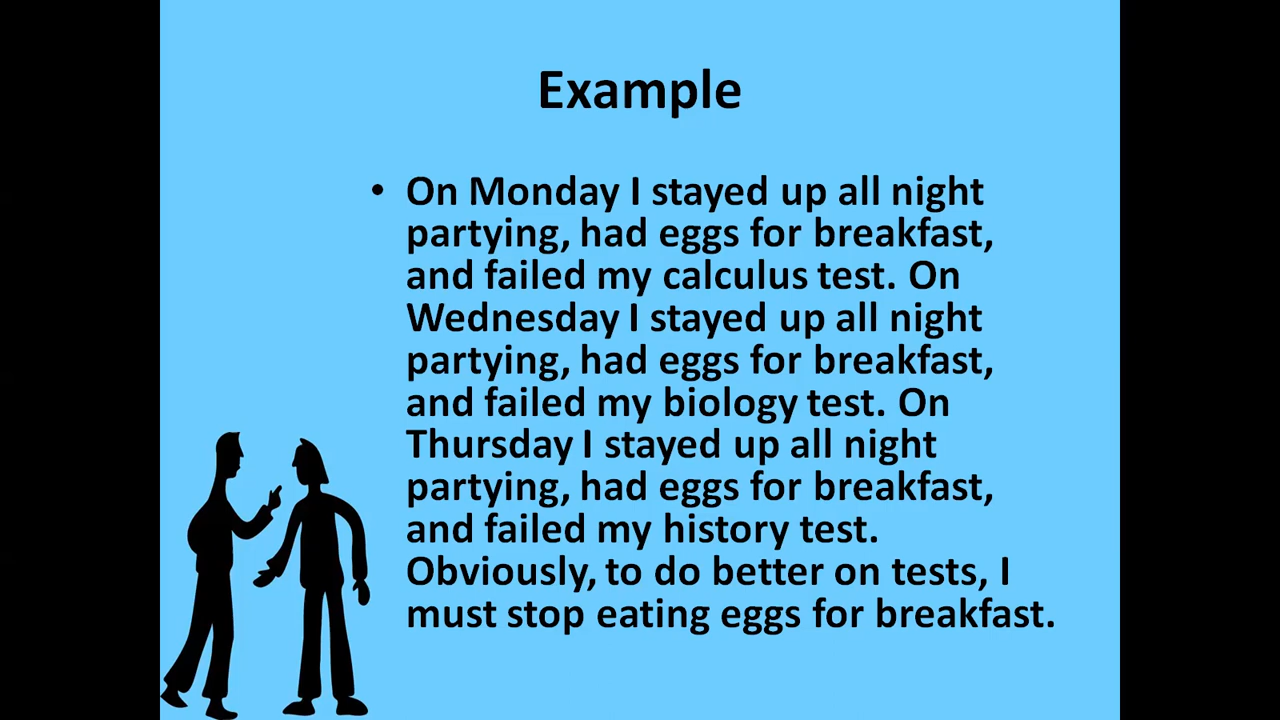 Example
• On Monday I stayed up all night
partying, had eggs for breakfast,
and failed my calculus test. On
Wednesday I stayed up all night
partying, had eggs for breakfast,
and failed my biology test. On
Thursday I stayed up all night
partying, had eggs for breakfast,
and failed my history test.
Obviously, to do better on tests, I
must stop eating eggs for breakfast.